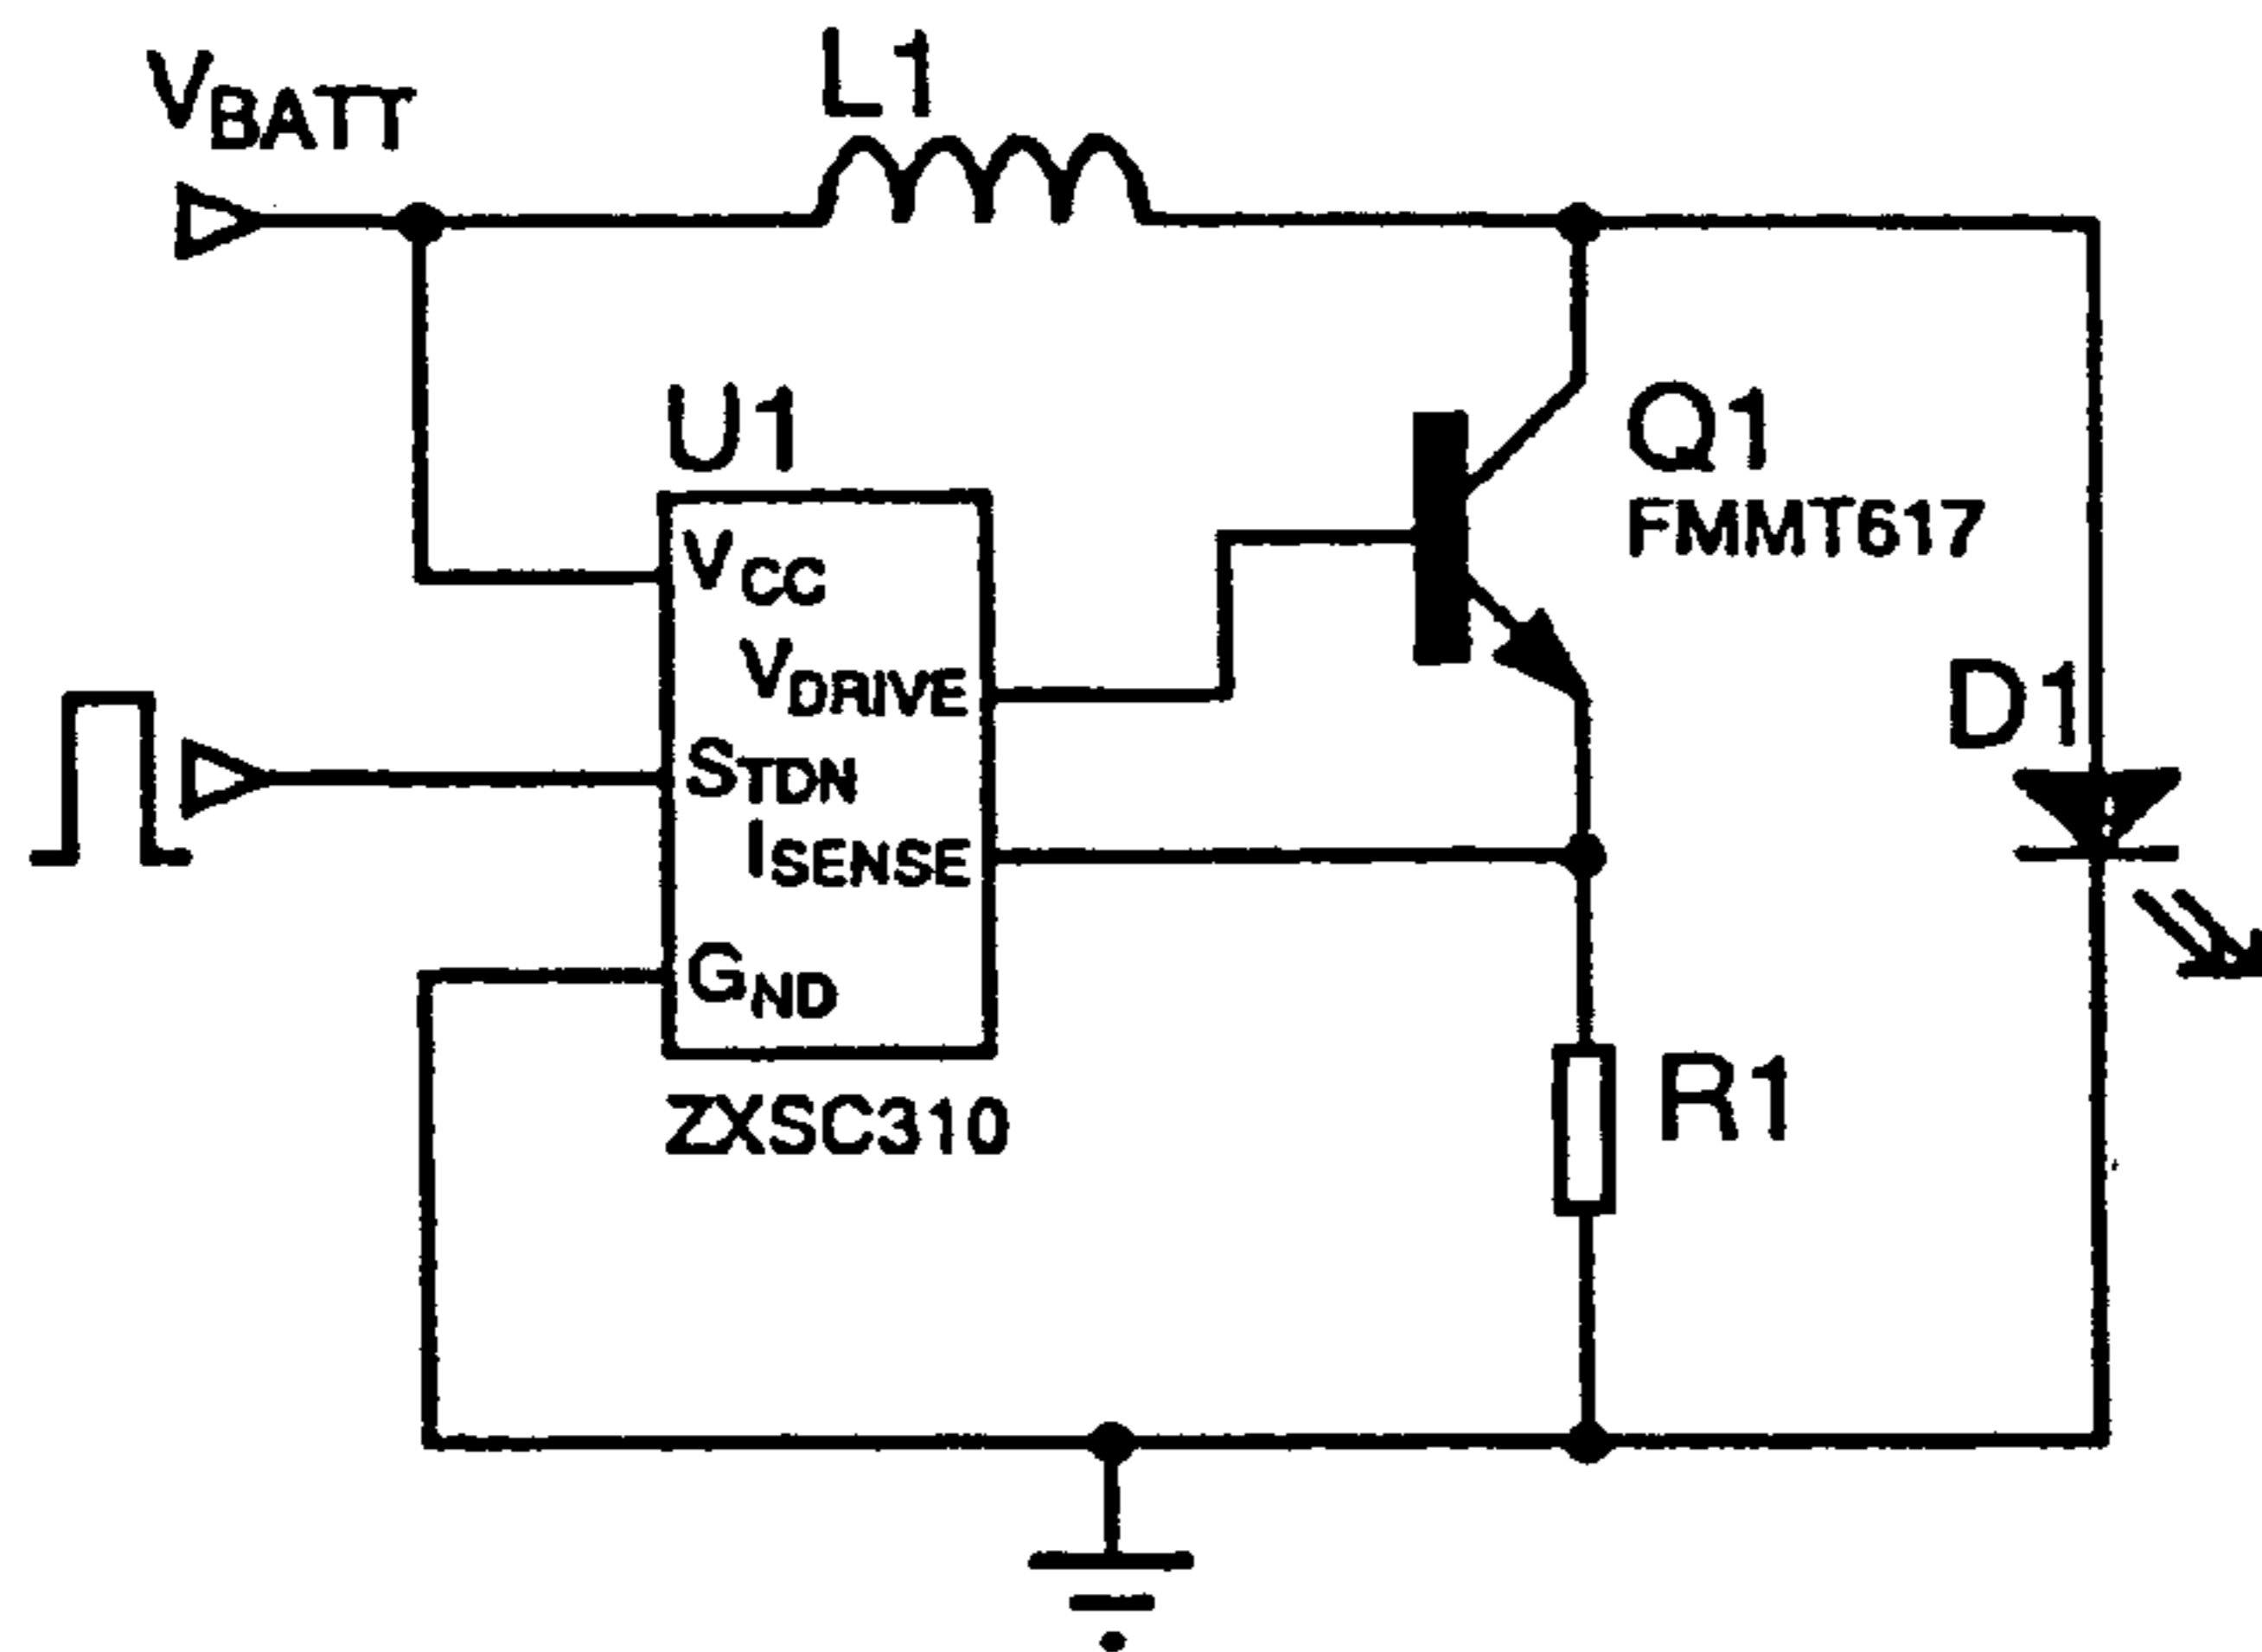 VBATT
L1
U1
Q1
FMMT617
VCC
VDRIVE
D1
STDN
ISENSE
GND
R1
ZXSC310